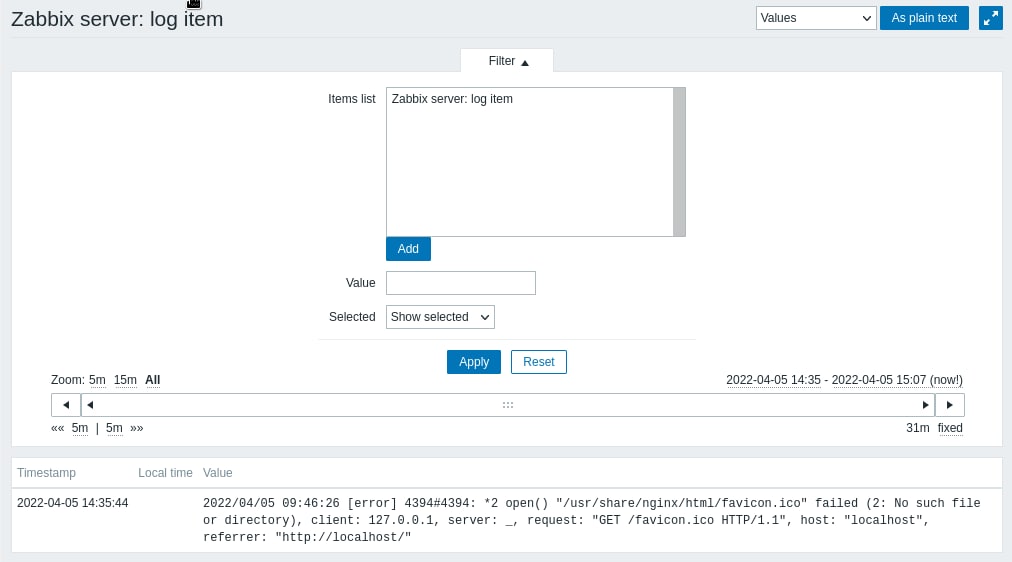 Zabbix server: log item
Values
As plain text
Filter
Items list
Zabbix server: log item
Add
Value
Selected
Show selected
Apply
Reset
Zoom: 5m 15m All
2022-04-05 14:35 - 2022-04-05 15:07 (now!)
«« 5m | 5m »»
31m fixed
Timestamp Local time Value
2022-04-05 14:35:44 2022/04/05 09:46:26 [error] 4394#4394: *2 open() "/usr/share/nginx/html/favicon.ico" failed (2: No such file
or directory), client: 127.0.0.1, server: _, request: "GET /favicon.ico HTTP/1.1", host: "localhost",
referrer: "http://localhost/"